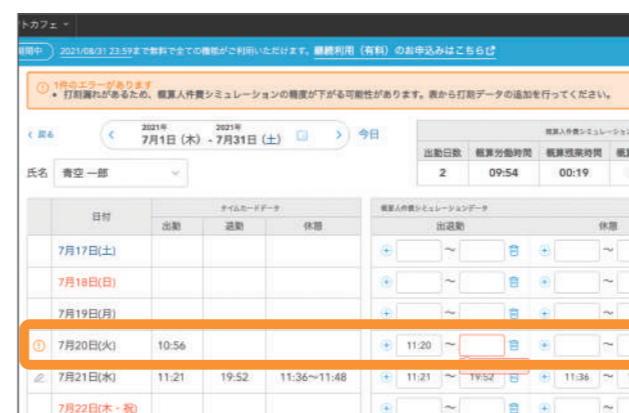 トカフェ
期間中 2021/08/31 23:59まで無料で全ての機能がご利用いただけます。継続利用（有料）のお申込みはこちら
1件のエラーがあります
• 打刻漏れがあるため、概算人件費シミュレーションの精度が下がる可能性があります。表から打刻データの追加を行ってください。
< 戻る
2021年 2021年
7月1日 (木) - 7月31日 (土)
今日
概算人件費シミュレーション
出勤日数 概算労働時間 概算残業時間 概
2 09:54 00:19
氏名 青空 一郎
日付 タイムカードデータ 概算人件費シミュレーションデータ
出勤 退勤 休憩 出退勤 休憩
7月17日(土) 〜 〜
7月18日(日) 〜 〜
7月19日(月) 〜 〜
7月20日(火) 10:56 11:20 〜 〜
7月21日(水) 11:21 19:52 11:36〜11:48 11:21 〜 19:52 11:36 〜
7月22日(木・祝) 〜 〜